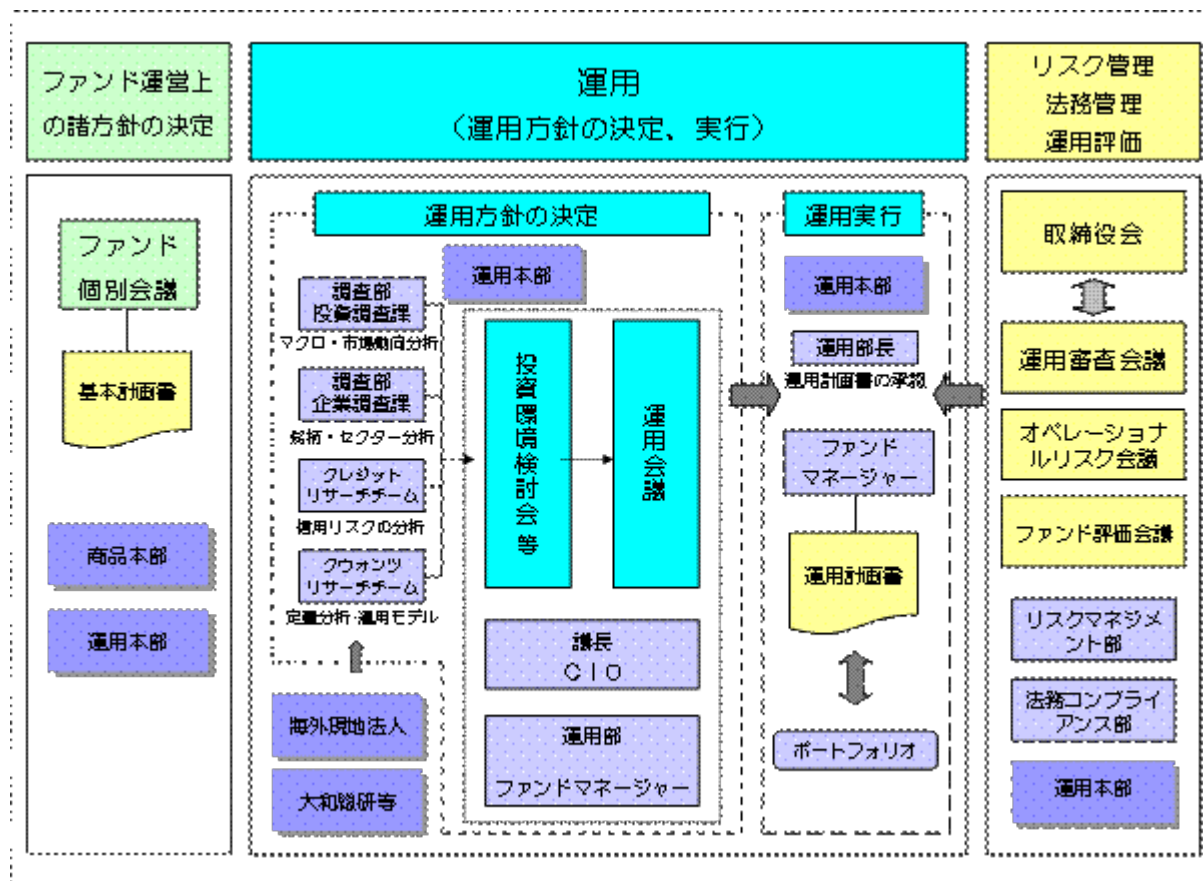 ファンド運営上
の諸方針の決定
運用
（運用方針の決定、実行）
リスク管理
法務管理
運用評価
ファンド
個別会議
基本計画書
商品本部
運用本部
運用方針の決定
運用本部
調査部
投資調査課
マクロ・市場動向分析
調査部
企業調査課
銘柄・セクター分析
クレジット
リサーチチーム
信用リスクの分析
クウォンツ
リサーチチーム
定量分析・運用モデル
海外現地法人
大和総研等
投資環境検討会等
運用会議
議長
CIO
運用部
ファンドマネージャー
運用実行
運用本部
運用部長
運用計画書の承認
ファンド
マネージャー
運用計画書
ポートフォリオ
取締役会
運用審査会議
オペレーショナ
ルリスク会議
ファンド評価会議
リスクマネジメ
ント部
法務コンプライ
アンス部
運用本部